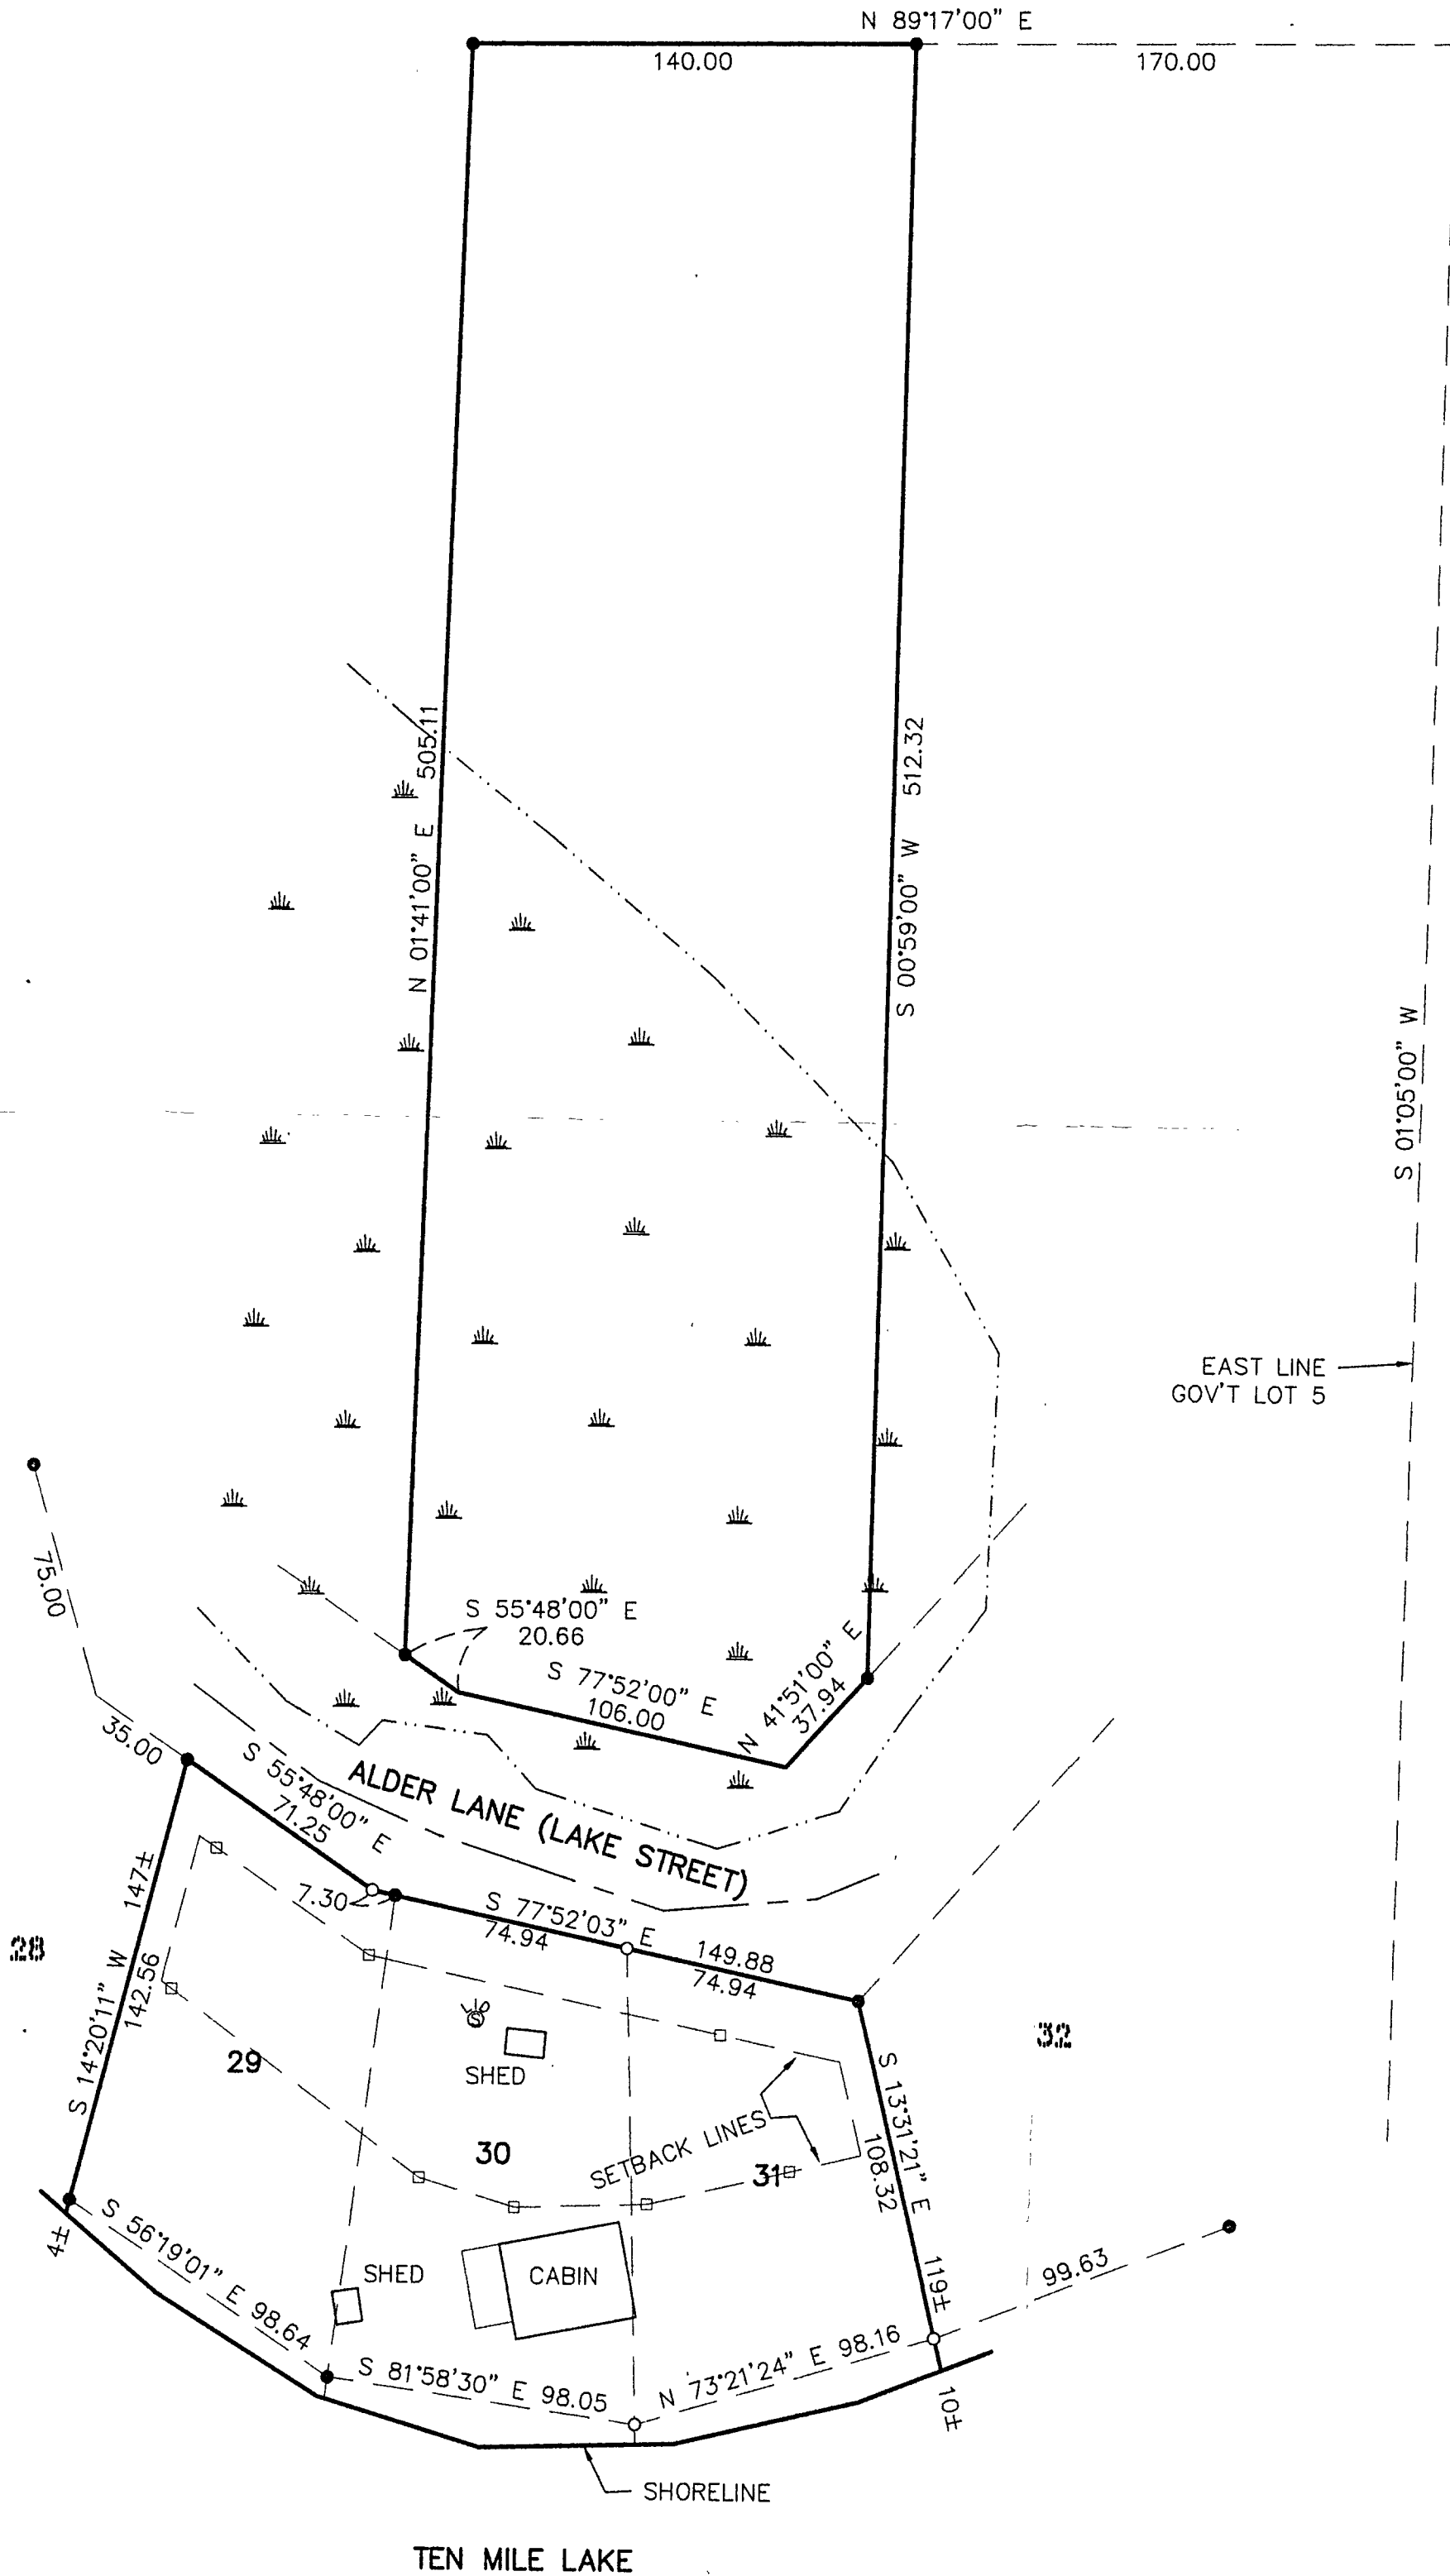 N 89°17'00" E
140.00
170.00
N 01°41'00" E 505.11
S 00°59'00" W 512.32
S 01°05'00" W
EAST LINE
GOV'T LOT 5
75.00
S 55°48'00" E
20.66
S 77°52'00" E
106.00
N 41°51'00" E
37.94
35.00
S 55°48'00" E
71.25
ALDER LANE (LAKE STREET)
7.30
S 77°52'03" E
74.94
149.88
74.94
28
S 14°20'11" W 147±
142.56
29
S
SHED
30
SETBACK LINES
31
32
S 13°31'21" E
108.32
119±
4±
S 56°19'01" E 98.64
SHED
CABIN
S 81°58'30" E 98.05
N 73°21'24" E 98.16
99.63
10±
SHORELINE
TEN MILE LAKE